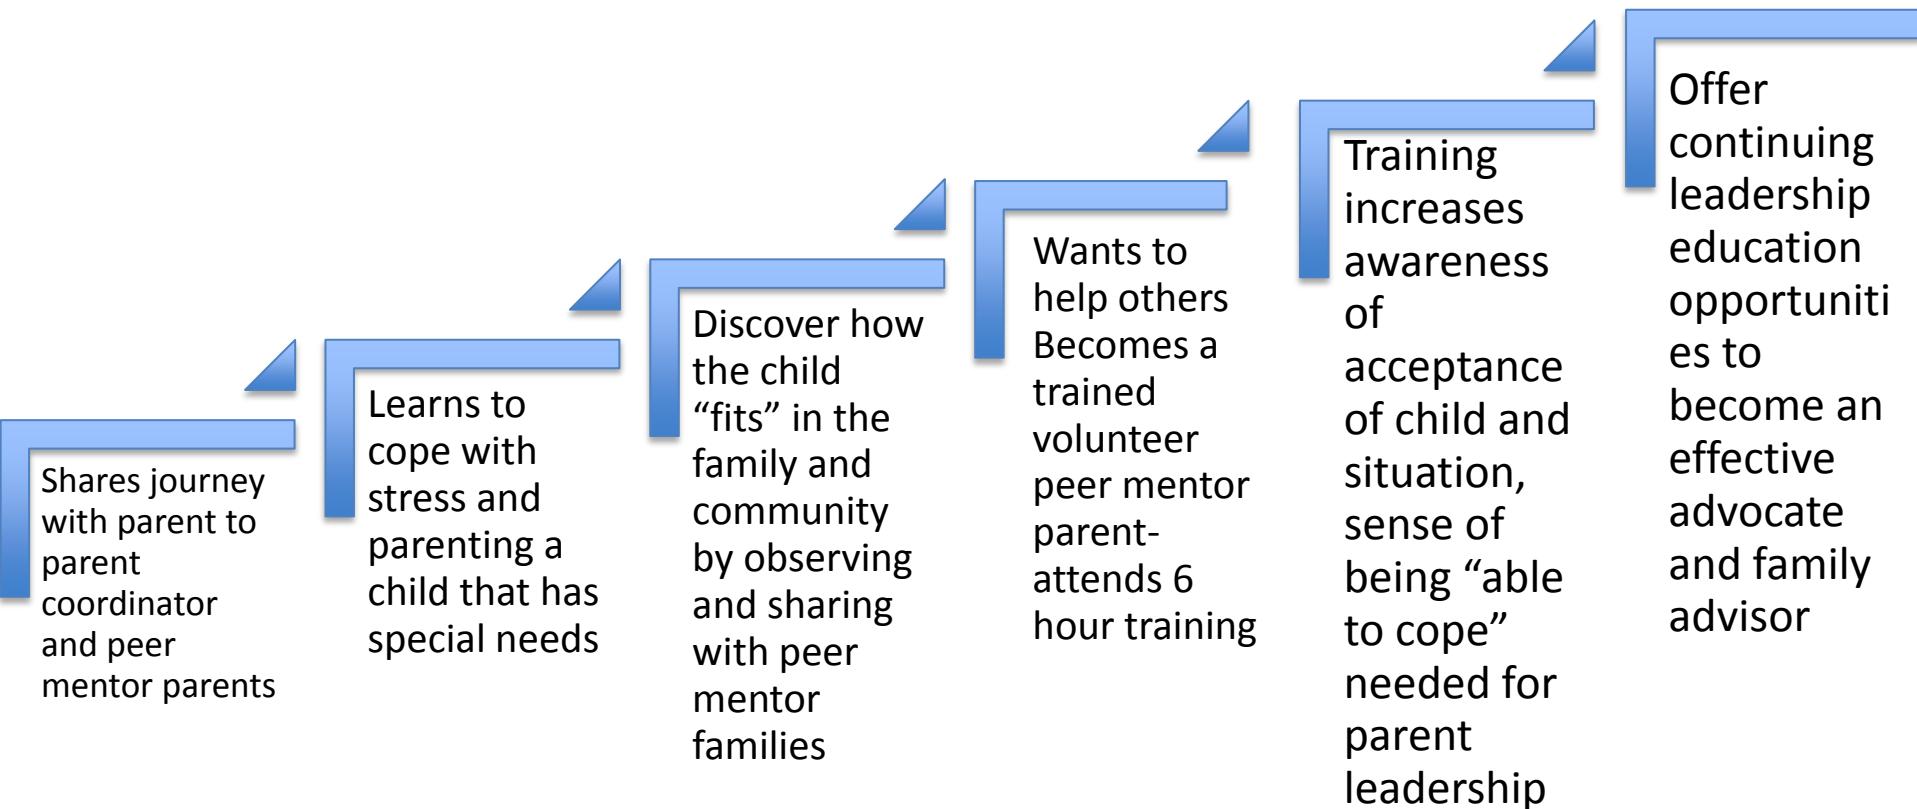 Shares journey
with parent to
parent
coordinator
and peer
mentor parents
Learns to
cope with
stress and
parenting a
child that has
special needs
Discover how
the child
“fits” in the
family and
community
by observing
and sharing
with peer
mentor
families
Wants to
help others
Becomes a
trained
volunteer
peer mentor
parent-
attends 6
hour training
Training
increases
awareness
of
acceptance
of child and
situation,
sense of
being “able
to cope”
needed for
parent
leadership
Offer
continuing
leadership
education
opportuniti
es to
become an
effective
advocate
and family
advisor